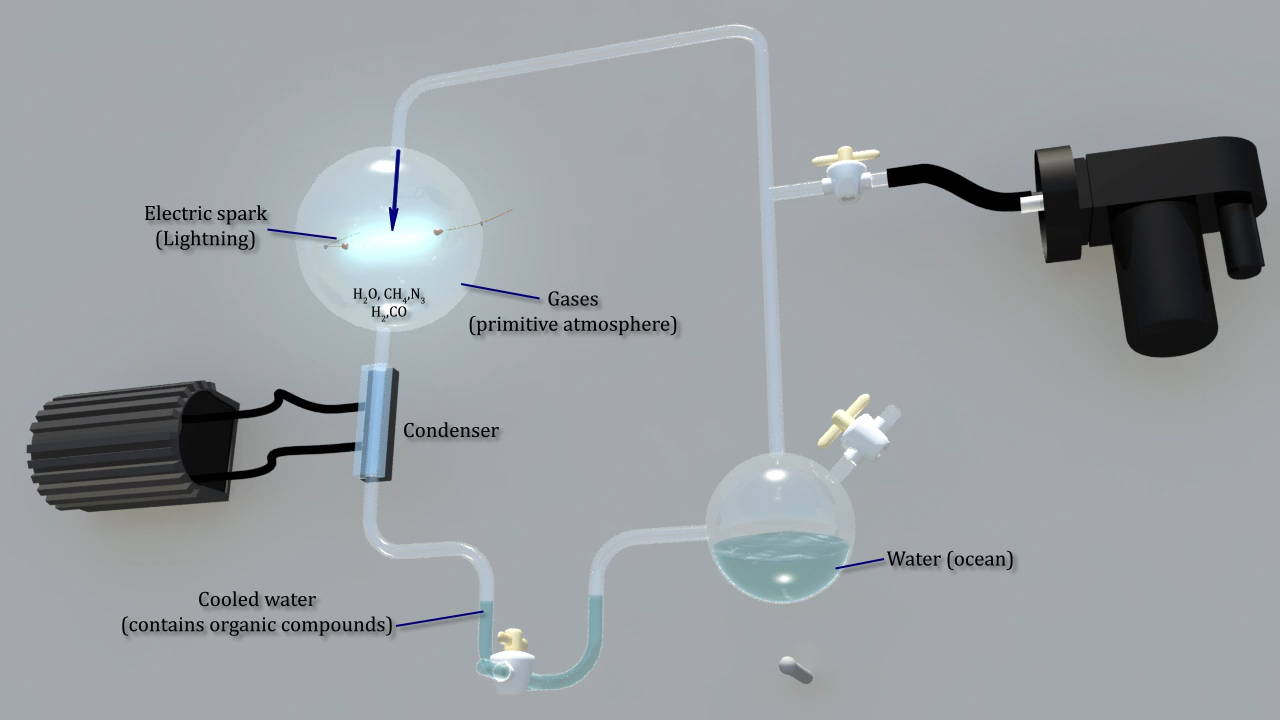 Electric spark
(Lightning)
H₂O, CH₄,N₃
H₂,CO
Gases
(primitive atmosphere)
Condenser
Water (ocean)
Cooled water
(contains organic compounds)